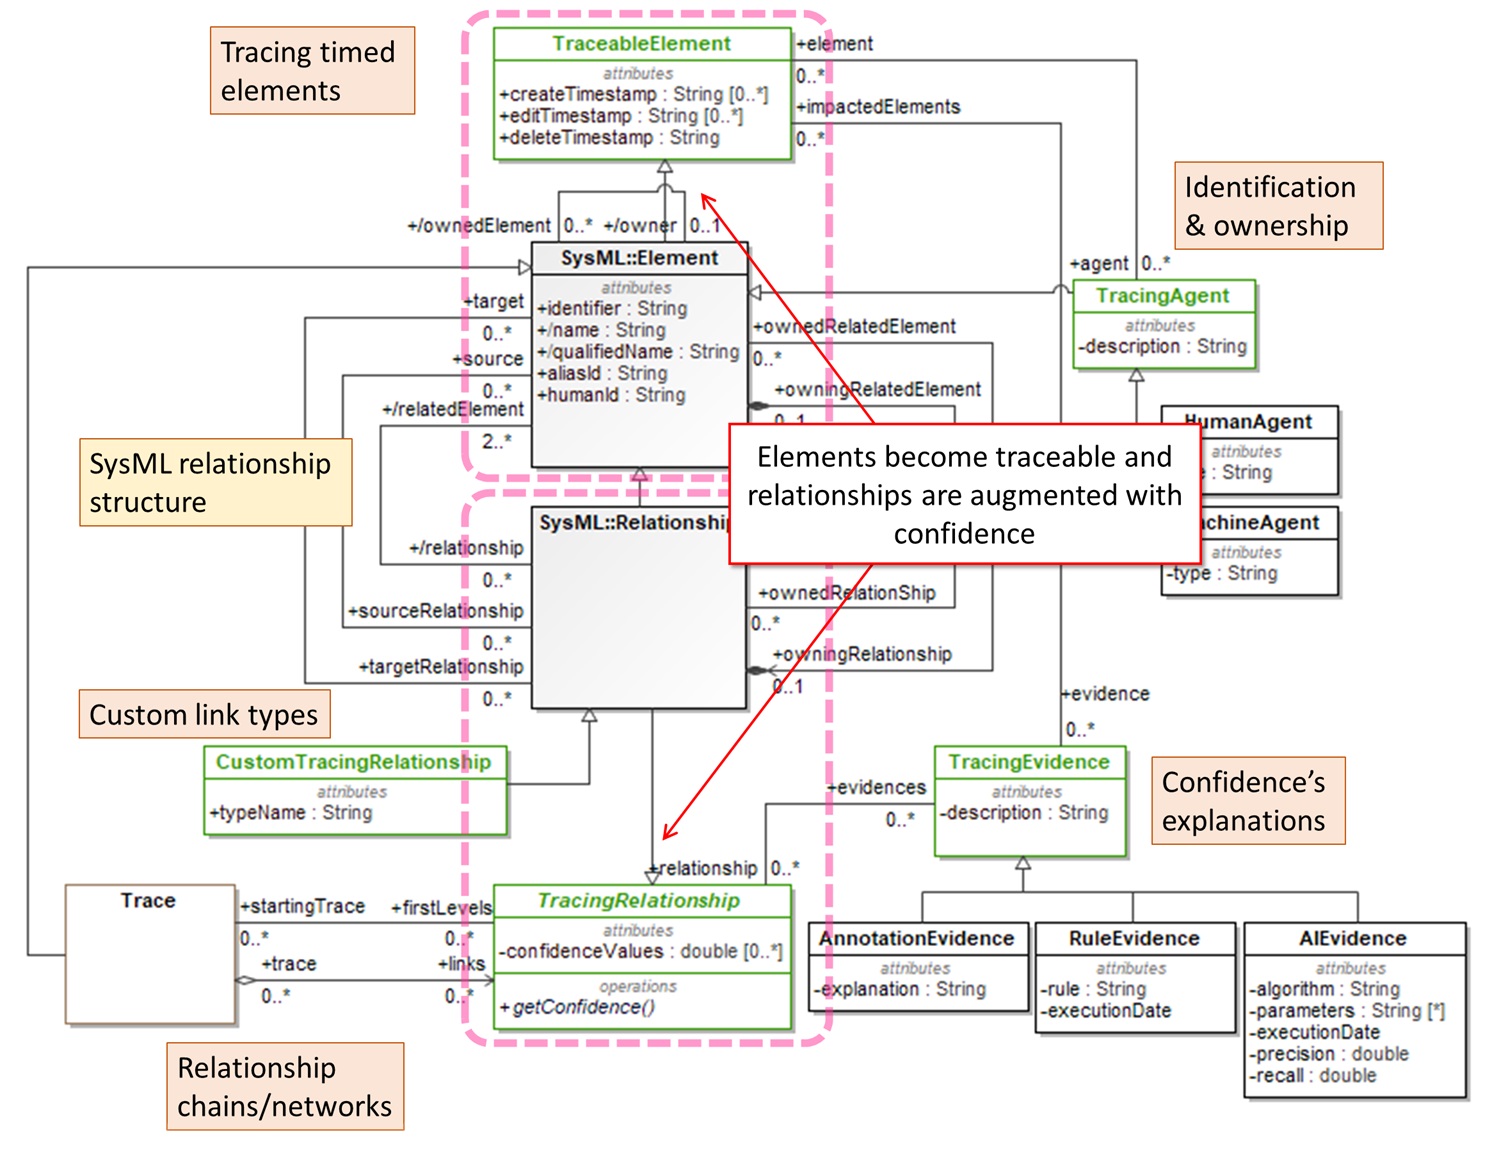 Tracing timed
elements
TraceableElement
attributes
+createTimestamp : String [0..*]
+editTimestamp : String [0..*]
+deleteTimestamp : String
+element
0..*
+impactedElements
0..*
Identification
& ownership
+/ownedElement
0..*
+/owner
0..1
SysML::Element
attributes
+identifier : String
+/name : String
+/qualifiedName : String
+aliasId : String
+humanId : String
+agent
0..*
TracingAgent
attributes
-description : String
+target
0..*
+source
0..*
+/relatedElement
2..*
+ownedRelatedElement
0..*
+owningRelatedElement
0..1
HumanAgent
attributes
: String
SysML relationship
structure
Elements become traceable and
relationships are augmented with
confidence
SysML::Relationship
achineAgent
attributes
-type : String
+/relationship
0..*
+sourceRelationship
0..*
+targetRelationship
0..*
+ownedRelationShip
0..*
+owningRelationship
0..1
+evidence
0..*
Custom link types
CustomTracingRelationship
attributes
+typeName : String
TracingEvidence
attributes
-description : String
+evidences
0..*
Confidence's
explanations
+relationship
0..*
Trace
+startingTrace
0..*
+firstLevels
0..*
+trace
0..*
+links
0..*
TracingRelationship
attributes
-confidenceValues : double [0..*]
operations
+getConfidence()
AnnotationEvidence
attributes
-explanation : String
RuleEvidence
attributes
-rule : String
-executionDate
AIEvidence
attributes
-algorithm : String
-parameters : String [*]
-executionDate
-precision : double
-recall : double
Relationship
chains/networks